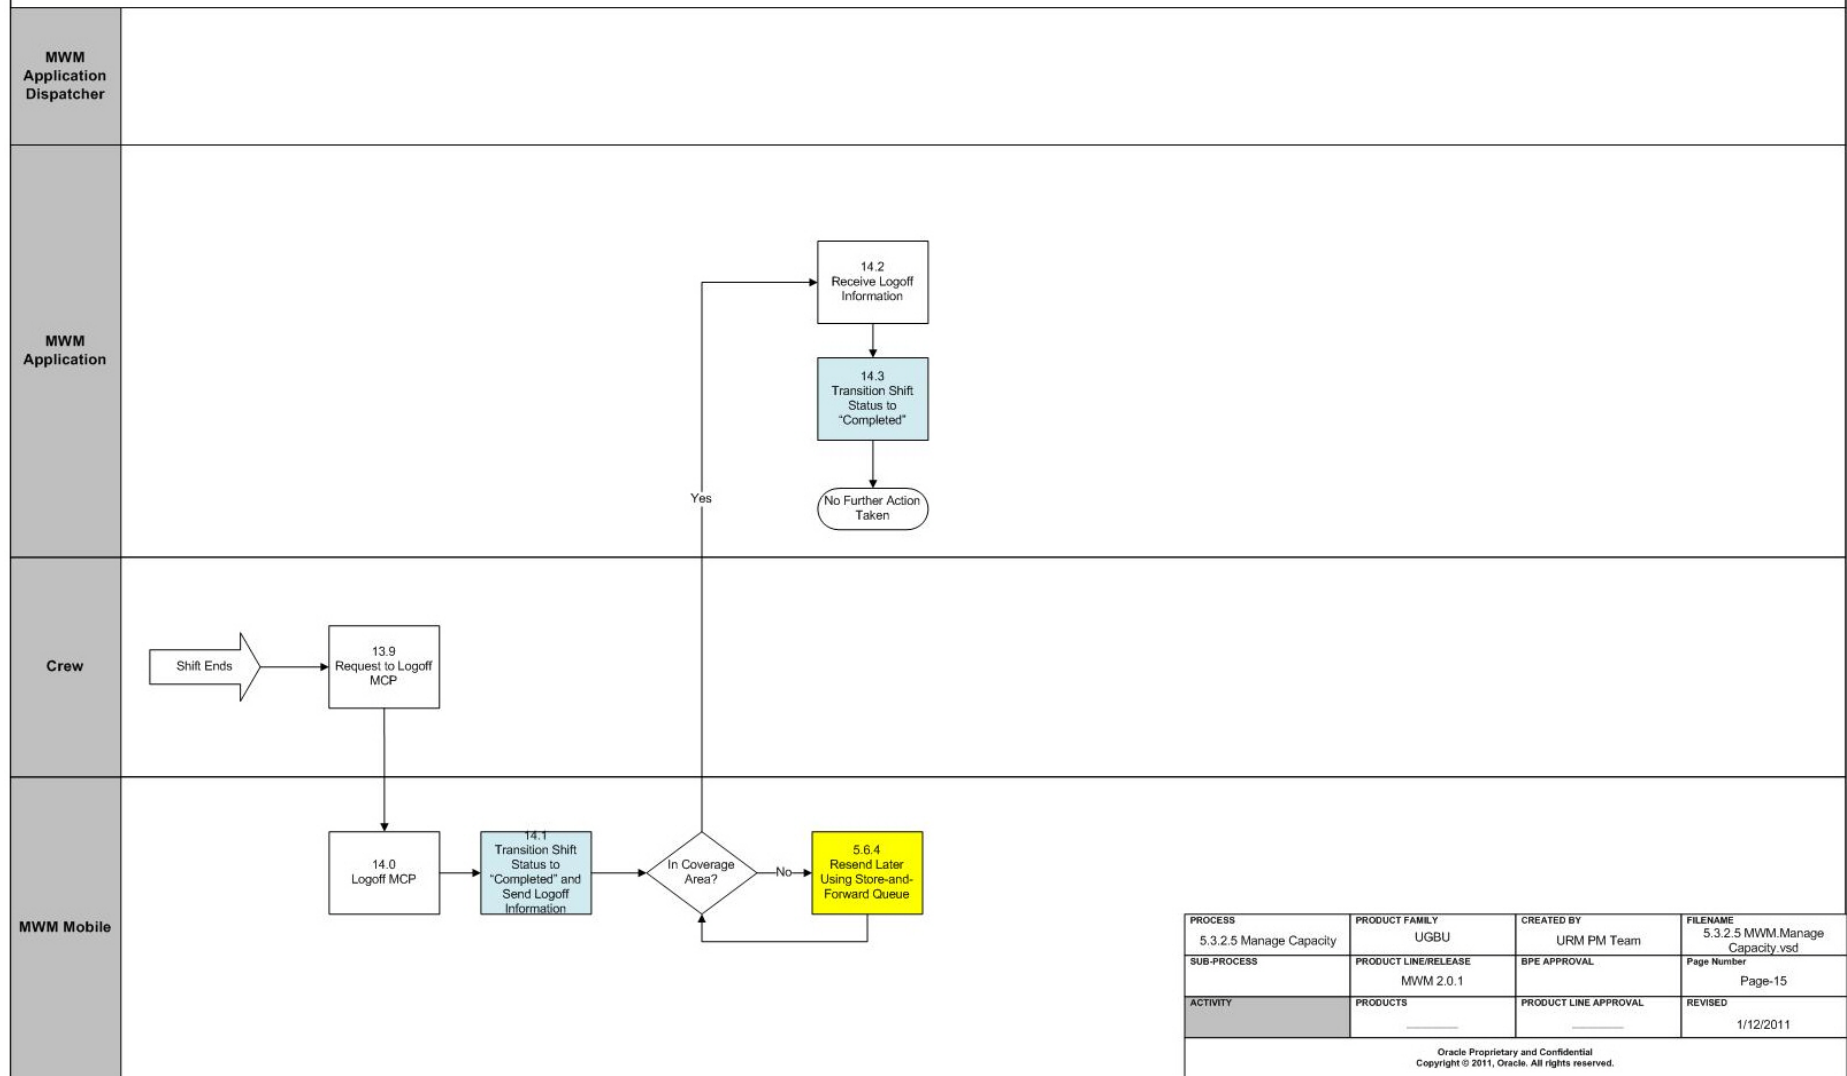 MWM
Application
Dispatcher
MWM
Application
14.2
Receive Logoff
Information
14.3
Transition Shift
Status to
“Completed”
No Further Action
Taken
Yes
Crew
Shift Ends
13.9
Request to Logoff
MCP
MWM Mobile
14.0
Logoff MCP
14.1
Transition Shift
Status to
“Completed” and
Send Logoff
Information
In Coverage
Area?
No
5.6.4
Resend Later
Using Store-and-
Forward Queue
PROCESS
5.3.2.5 Manage Capacity
PRODUCT FAMILY
UGBU
CREATED BY
URM PM Team
FILENAME
5.3.2.5 MWM.Manage
Capacity.vsd
SUB-PROCESS
PRODUCT LINE/RELEASE
MWM 2.0.1
BPE APPROVAL
Page Number
Page-15
ACTIVITY
PRODUCTS
PRODUCT LINE APPROVAL
REVISED
1/12/2011
Oracle Proprietary and Confidential
Copyright © 2011, Oracle. All rights reserved.